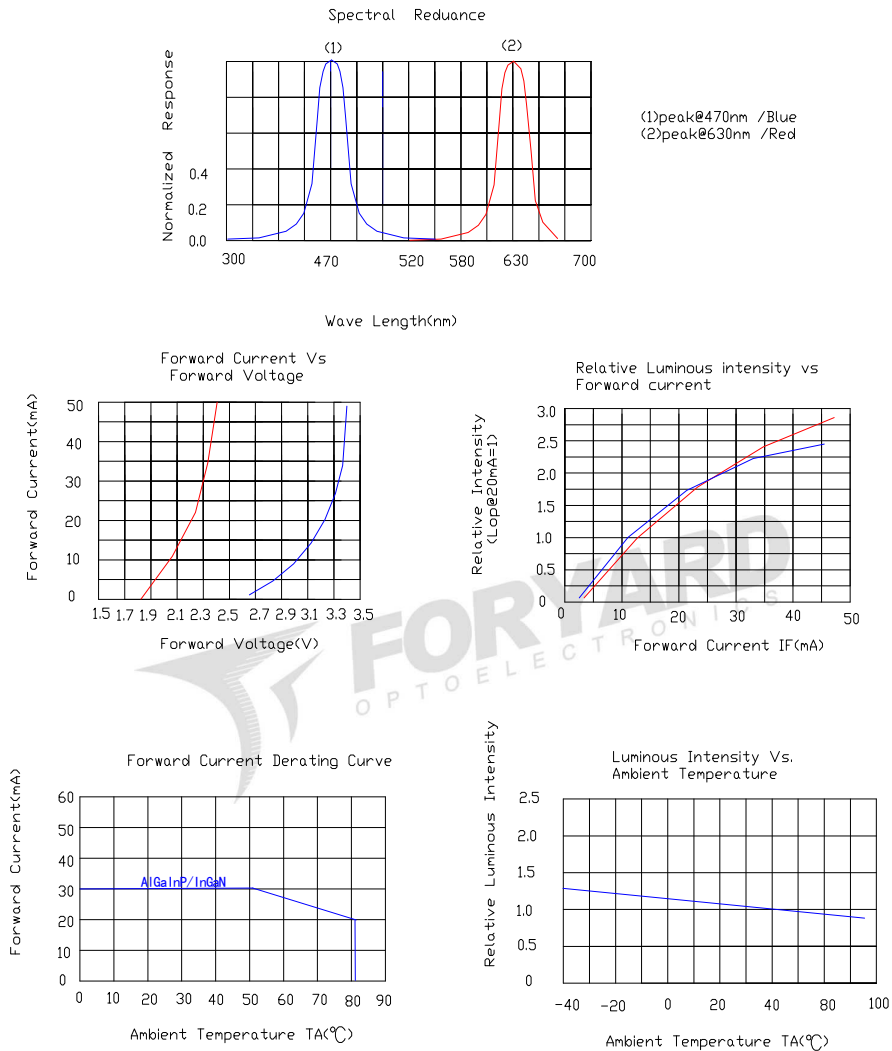 Spectral Reduance
(1)
(2)
Normalized Response
0.4
0.2
0.0
300 470 520 580 630 700
Wave Length(nm)
(1)peak@470nm /Blue
(2)peak@630nm /Red
Forward Current Vs
Forward Voltage
Forward Current(mA)
50
40
30
20
10
0
1.5 1.7 1.9 2.1 2.3 2.5 2.7 2.9 3.1 3.3 3.5
Forward Voltage(V)
Relative Luminous intensity vs
Forward current
Relative Intensity
(Lop@20mA=1)
3.0
2.5
2.0
1.5
1.0
0.5
0
0 10 20 30 40 50
Forward Current IF(mA)
FORYARD
OPTOELECTRONICS
Forward Current Derating Curve
Forward Current(mA)
60
50
40
30
20
10
0
AlGaInP/InGaN
0 10 20 30 40 50 60 70 80 90
Ambient Temperature TA(℃)
Luminous Intensity Vs.
Ambient Temperature
Relative Luminous Intensity
2.5
2.0
1.5
1.0
0.5
0
-40 -20 0 20 40 60 80 100
Ambient Temperature TA(℃)